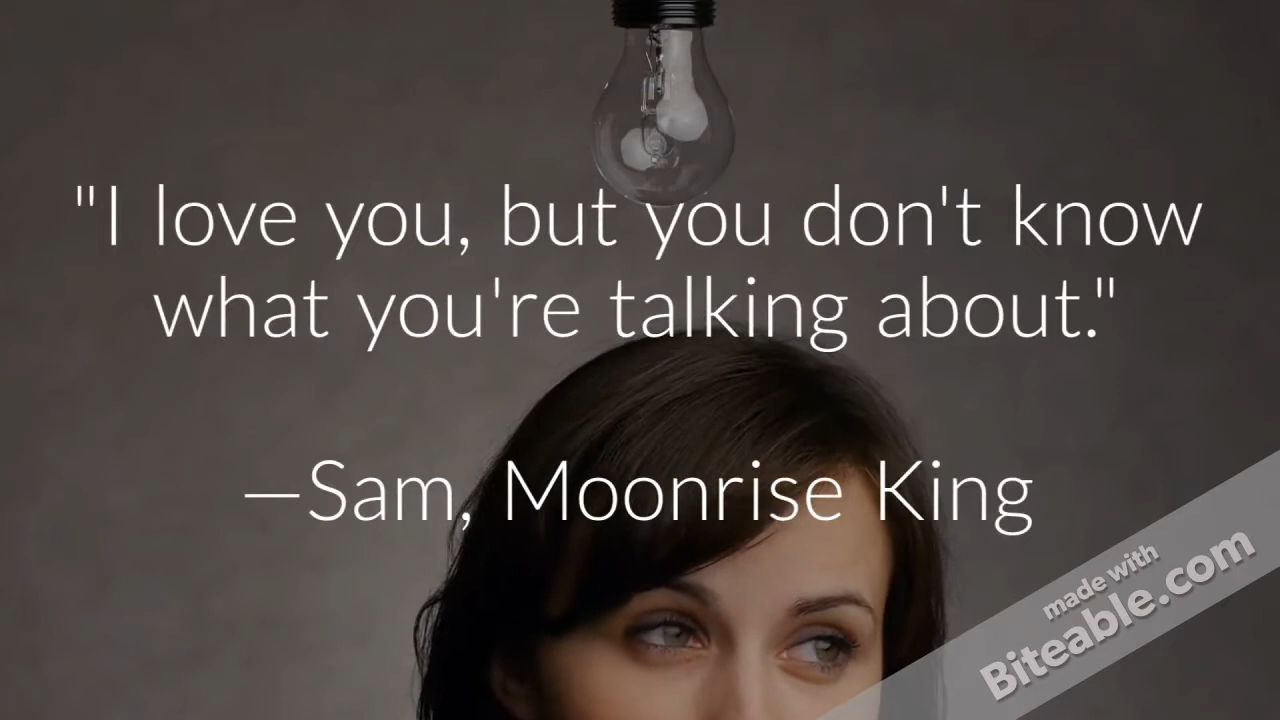 "I love you, but you don't know
what you're talking about."
—Sam, Moonrise King
made with
Biteable.com